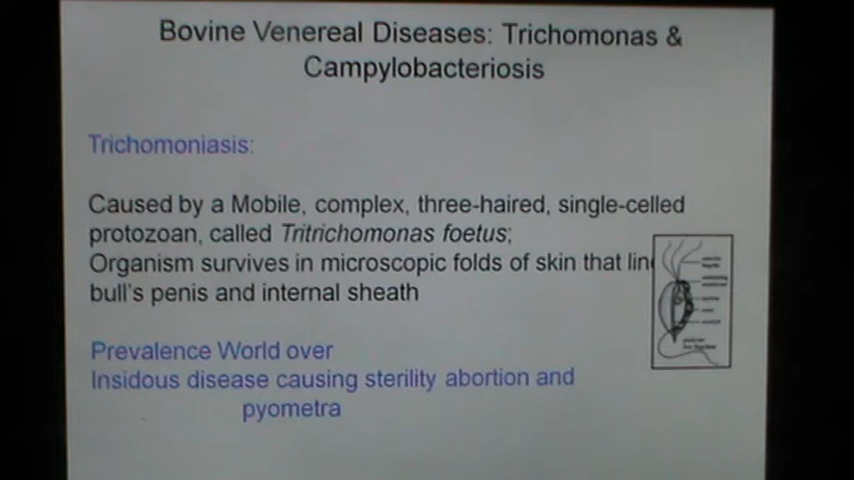 Bovine Venereal Diseases: Trichomonas &
Campylobacteriosis
Trichomoniasis:
Caused by a Mobile, complex, three-haired, single-celled
protozoan, called Tritrichomonas foetus;
Organism survives in microscopic folds of skin that line
bull's penis and internal sheath
Prevalence World over
Insidous disease causing sterility abortion and
pyometra